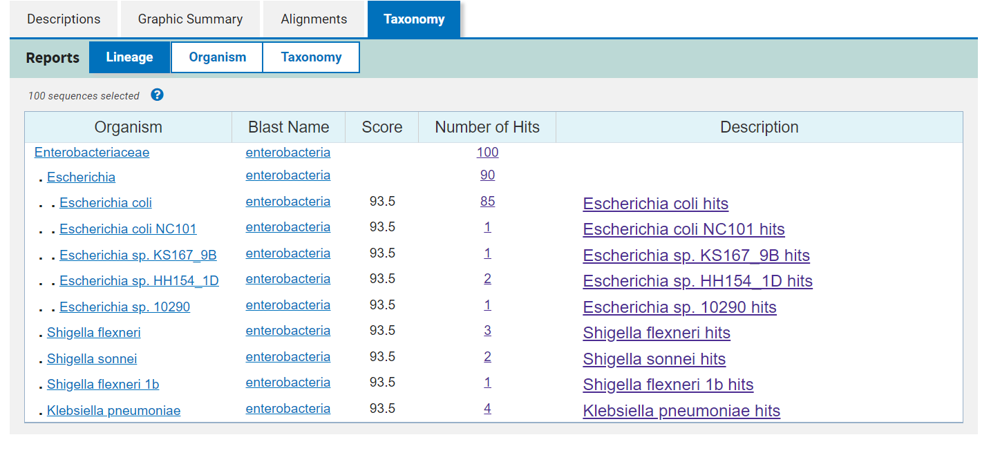 Descriptions Graphic Summary Alignments Taxonomy
Reports Lineage Organism Taxonomy
100 sequences selected ?
Organism Blast Name Score Number of Hits Description
Enterobacteriaceae enterobacteria 100
. Escherichia enterobacteria 90
. . Escherichia coli enterobacteria 93.5 85 Escherichia coli hits
. . Escherichia coli NC101 enterobacteria 93.5 1 Escherichia coli NC101 hits
. . Escherichia sp. KS167_9B enterobacteria 93.5 1 Escherichia sp. KS167_9B hits
. . Escherichia sp. HH154_1D enterobacteria 93.5 2 Escherichia sp. HH154_1D hits
. . Escherichia sp. 10290 enterobacteria 93.5 1 Escherichia sp. 10290 hits
. Shigella flexneri enterobacteria 93.5 3 Shigella flexneri hits
. Shigella sonnei enterobacteria 93.5 2 Shigella sonnei hits
. Shigella flexneri 1b enterobacteria 93.5 1 Shigella flexneri 1b hits
. Klebsiella pneumoniae enterobacteria 93.5 4 Klebsiella pneumoniae hits